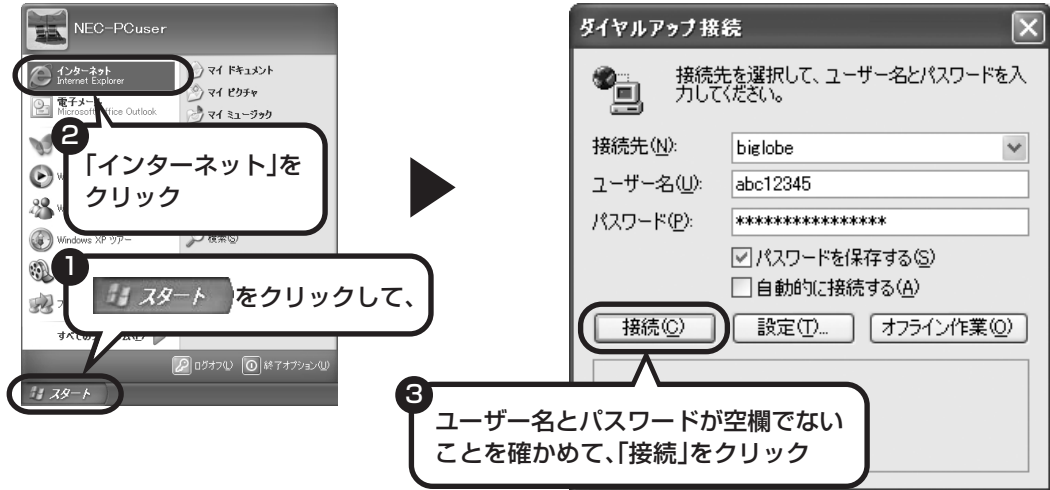 NEC-PCuser
インターネット
Internet Explorer
電子メール
Microsoft Office Outlook
Windows XP ツアー
マイ ドキュメント
マイ ピクチャ
マイ ミュージック
検索(S)
❷
「インターネット」を
クリック
❶
スタート をクリックして、
ログオフ(L) 終了オプション(U)
スタート
ダイヤルアップ接続
接続先を選択して、ユーザー名とパスワードを入
力してください。
接続先(N): biglobe
ユーザー名(U): abc12345
パスワード(P): ****************
パスワードを保存する(S)
自動的に接続する(A)
接続(C) 設定(T)... オフライン作業(O)
❸
ユーザー名とパスワードが空欄でない
ことを確かめて、「接続」をクリック